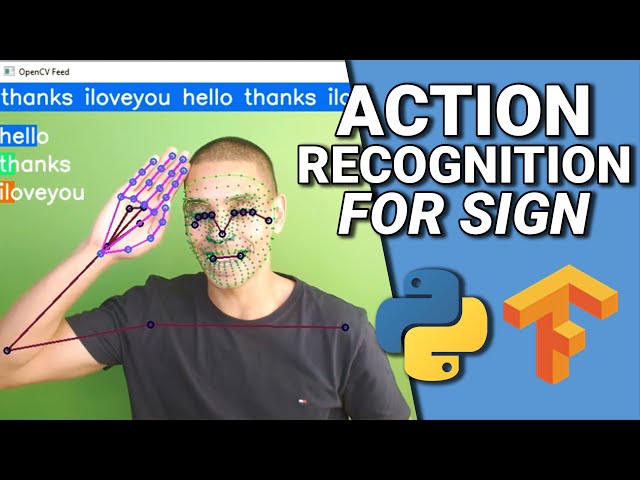 OpenCV Feed
thanks iloveyou hello thanks ilo
hello
thanks
iloveyou
ACTION
RECOGNITION
FOR SIGN